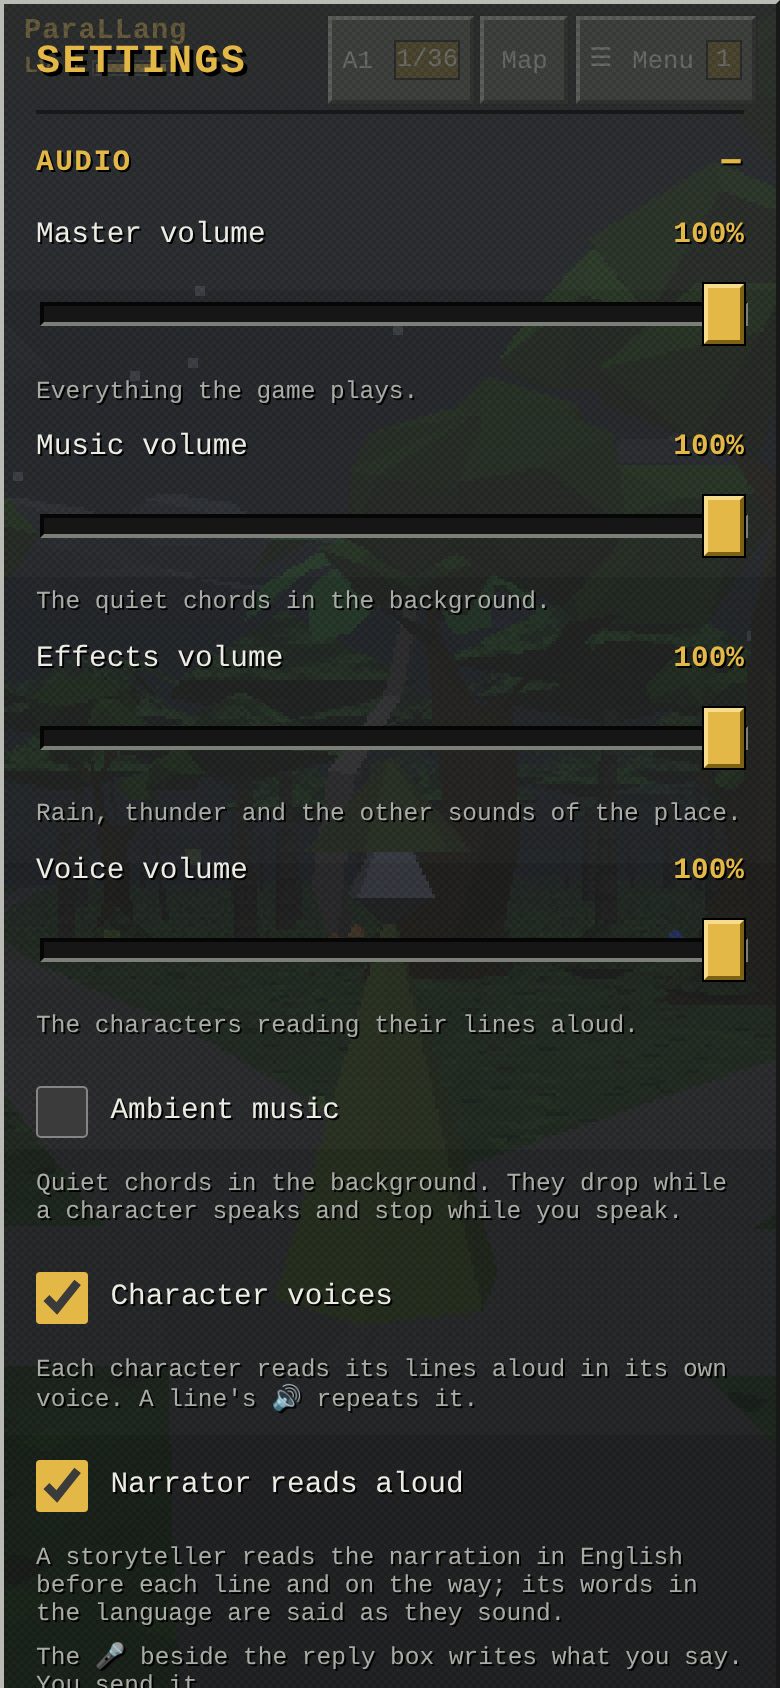 ParaLLang
SETTINGS
A1 1/36
Map
☰ Menu 1
AUDIO –
Master volume 100%
Everything the game plays.
Music volume 100%
The quiet chords in the background.
Effects volume 100%
Rain, thunder and the other sounds of the place.
Voice volume 100%
The characters reading their lines aloud.
Ambient music
Quiet chords in the background. They drop while
a character speaks and stop while you speak.
Character voices
Each character reads its lines aloud in its own
voice. A line's 🔊 repeats it.
Narrator reads aloud
A storyteller reads the narration in English
before each line and on the way; its words in
the language are said as they sound.
The 🎤 beside the reply box writes what you say.
You send it